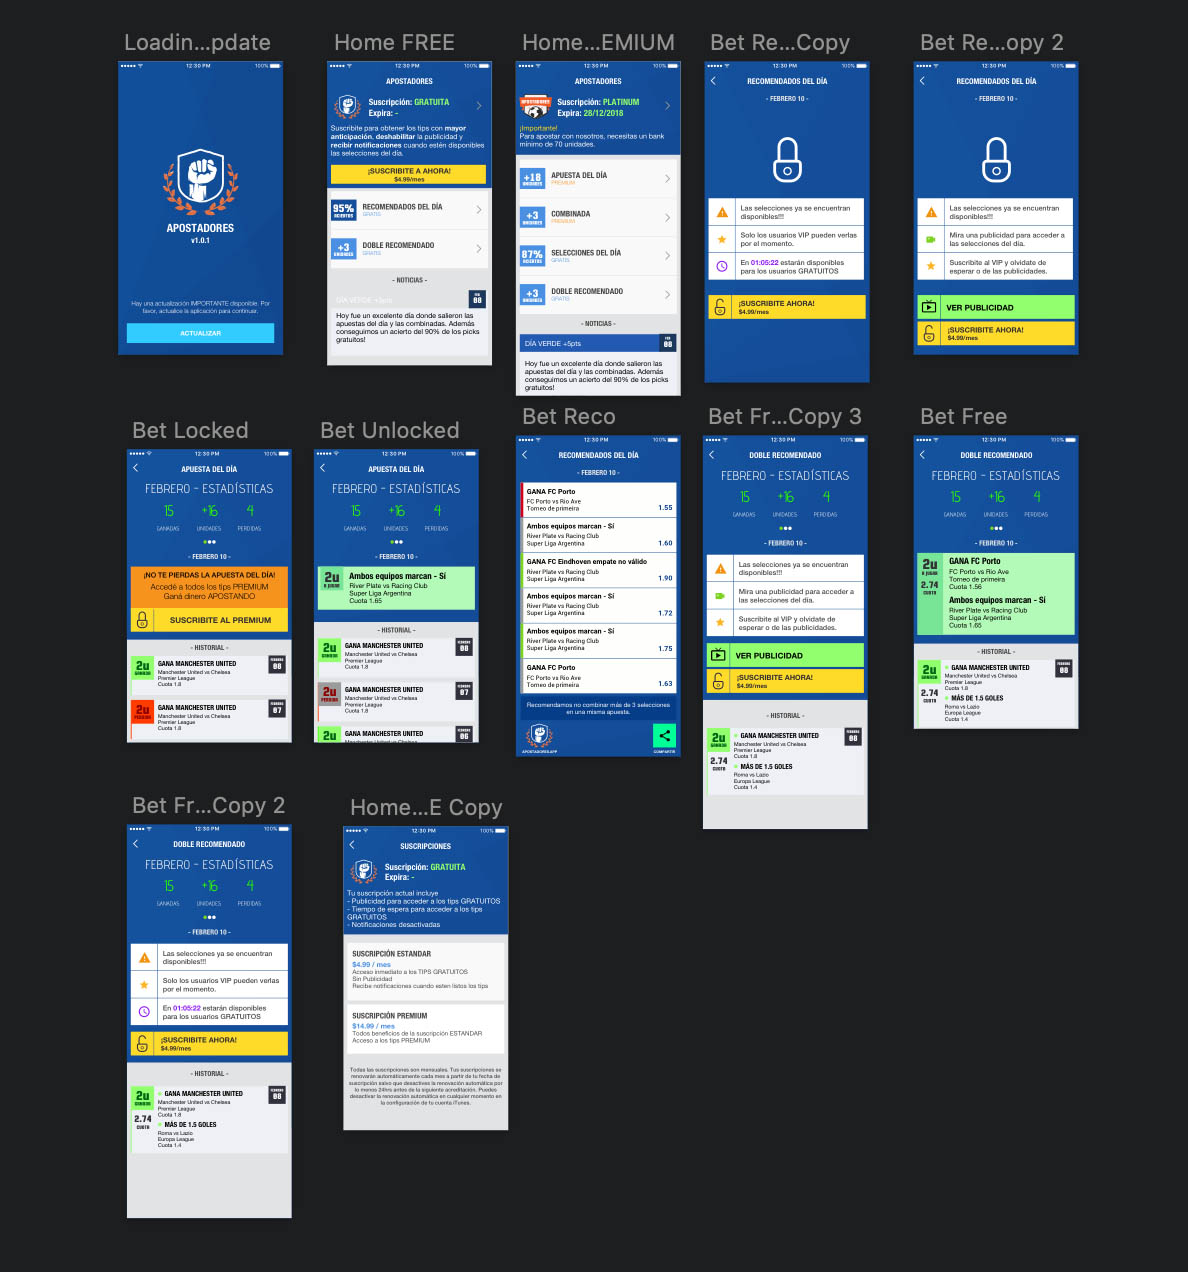 Loadin...pdate
12:30 PM
100%
APOSTADORES
v1.0.1
Hay una actualización IMPORTANTE disponible. Por
favor, actualice la aplicación para continuar.
ACTUALIZAR
Home FREE
12:30 PM
100%
APOSTADORES
Suscripción: GRATUITA
Expira: -
Suscribite para obtener los tips con mayor
anticipación, deshabilitar la publicidad y
recibir notificaciones cuando estén disponibles
las selecciones del día.
¡SUSCRIBITE A AHORA!
$4.99/mes
95%
ACIERTOS
RECOMENDADOS DEL DÍA
GRATIS
+3
UNIDADES
DOBLE RECOMENDADO
GRATIS
- NOTICIAS -
DÍA VERDE +5pts
FEB
08
Hoy fue un excelente día donde salieron las
apuestas del día y las combinadas. Además
conseguimos un acierto del 90% de los picks
gratuitos!
Home...EMIUM
12:30 PM
100%
APOSTADORES
APOSTADORES
Suscripción: PLATINUM
Expira: 28/12/2018
¡Importante!
Para apostar con nosotros, necesitas un bank
mínimo de 70 unidades.
+18
UNIDADES
APUESTA DEL DÍA
PREMIUM
+3
UNIDADES
COMBINADA
PREMIUM
87%
ACIERTOS
SELECCIONES DEL DÍA
GRATIS
+3
UNIDADES
DOBLE RECOMENDADO
GRATIS
- NOTICIAS -
DÍA VERDE +5pts
FEB
08
Hoy fue un excelente día donde salieron las
apuestas del día y las combinadas. Además
conseguimos un acierto del 90% de los picks
gratuitos!
Bet Re...Copy
12:30 PM
100%
RECOMENDADOS DEL DÍA
- FEBRERO 10 -
Las selecciones ya se encuentran
disponibles!!!
Solo los usuarios VIP pueden verlas
por el momento.
En 01:05:22 estarán disponibles
para los usuarios GRATUITOS
¡SUSCRIBITE AHORA!
$4.99/mes
Bet Re...opy 2
12:30 PM
100%
RECOMENDADOS DEL DÍA
- FEBRERO 10 -
Las selecciones ya se encuentran
disponibles!!!
Mira una publicidad para acceder a
las selecciones del día.
Suscribite al VIP y olvidate de
esperar o de las publicidades.
VER PUBLICIDAD
¡SUSCRIBITE AHORA!
$4.99/mes
Bet Locked
12:30 PM
100%
APUESTA DEL DÍA
FEBRERO - ESTADÍSTICAS
15 +16 4
GANADAS UNIDADES PERDIDAS
- FEBRERO 10 -
¡NO TE PIERDAS LA APUESTA DEL DÍA!
Accedé a todos los tips PREMIUM
Ganá dinero APOSTANDO
SUSCRIBITE AL PREMIUM
- HISTORIAL -
2u
GANADA
GANA MANCHESTER UNITED
Manchester United vs Chelsea
Premier League
Cuota 1.8
FEBRERO
08
2u
PERDIDA
GANA MANCHESTER UNITED
Manchester United vs Chelsea
Premier League
Cuota 1.8
FEBRERO
07
Bet Unlocked
12:30 PM
100%
APUESTA DEL DÍA
FEBRERO - ESTADÍSTICAS
15 +16 4
GANADAS UNIDADES PERDIDAS
- FEBRERO 10 -
2u
A JUGAR
Ambos equipos marcan - Sí
River Plate vs Racing Club
Super Liga Argentina
Cuota 1.65
- HISTORIAL -
2u
GANADA
GANA MANCHESTER UNITED
Manchester United vs Chelsea
Premier League
Cuota 1.8
FEBRERO
08
2u
PERDIDA
GANA MANCHESTER UNITED
Manchester United vs Chelsea
Premier League
Cuota 1.8
FEBRERO
07
2u
GANA MANCHESTER UNITED
Manchester United vs Chelsea
FEBRERO
06
Bet Reco
12:30 PM
100%
RECOMENDADOS DEL DÍA
- FEBRERO 10 -
GANA FC Porto
FC Porto vs Rio Ave
Torneo de primeira
1.55
Ambos equipos marcan - Sí
River Plate vs Racing Club
Super Liga Argentina
1.60
GANA FC Eindhoven empate no válido
River Plate vs Racing Club
Super Liga Argentina
1.90
Ambos equipos marcan - Sí
River Plate vs Racing Club
Super Liga Argentina
1.72
Ambos equipos marcan - Sí
River Plate vs Racing Club
Super Liga Argentina
1.75
GANA FC Porto
FC Porto vs Rio Ave
Torneo de primeira
1.63
Recomendamos no combinar más de 3 selecciones
en una misma apuesta.
APOSTADORES.APP
COMPARTIR
Bet Fr...Copy 3
12:30 PM
100%
DOBLE RECOMENDADO
FEBRERO - ESTADÍSTICAS
15 +16 4
GANADAS UNIDADES PERDIDAS
- FEBRERO 10 -
Las selecciones ya se encuentran
disponibles!!!
Mira una publicidad para acceder a
las selecciones del día.
Suscribite al VIP y olvidate de
esperar o de las publicidades.
VER PUBLICIDAD
¡SUSCRIBITE AHORA!
$4.99/mes
- HISTORIAL -
2u
GANADA
2.74
CUOTA
GANA MANCHESTER UNITED
Manchester United vs Chelsea
Premier League
Cuota 1.8
MÁS DE 1.5 GOLES
Roma vs Lazio
Europa League
Cuota 1.4
FEBRERO
08
Bet Free
12:30 PM
100%
DOBLE RECOMENDADO
FEBRERO - ESTADÍSTICAS
15 +16 4
GANADAS UNIDADES PERDIDAS
- FEBRERO 10 -
2u
A JUGAR
2.74
CUOTA
GANA FC Porto
FC Porto vs Rio Ave
Torneo de primeira
Cuota 1.56
Ambos equipos marcan - Sí
River Plate vs Racing Club
Super Liga Argentina
Cuota 1.65
- HISTORIAL -
2u
GANADA
2.74
CUOTA
GANA MANCHESTER UNITED
Manchester United vs Chelsea
Premier League
Cuota 1.8
MÁS DE 1.5 GOLES
Roma vs Lazio
Europa League
Cuota 1.4
FEBRERO
08
Bet Fr...Copy 2
12:30 PM
100%
DOBLE RECOMENDADO
FEBRERO - ESTADÍSTICAS
15 +16 4
GANADAS UNIDADES PERDIDAS
- FEBRERO 10 -
Las selecciones ya se encuentran
disponibles!!!
Solo los usuarios VIP pueden verlas
por el momento.
En 01:05:22 estarán disponibles
para los usuarios GRATUITOS
¡SUSCRIBITE AHORA!
$4.99/mes
- HISTORIAL -
2u
GANADA
2.74
CUOTA
GANA MANCHESTER UNITED
Manchester United vs Chelsea
Premier League
Cuota 1.8
MÁS DE 1.5 GOLES
Roma vs Lazio
Europa League
Cuota 1.4
FEBRERO
08
Home...E Copy
12:30 PM
100%
SUSCRIPCIONES
Suscripción: GRATUITA
Expira: -
Tu suscripción actual incluye
- Publicidad para acceder a los tips GRATUITOS
- Tiempo de espera para acceder a los tips
GRATUITOS
- Notificaciones desactivadas
SUSCRIPCIÓN ESTANDAR
$4.99 / mes
Acceso inmediato a los TIPS GRATUITOS
Sin Publicidad
Recibe notificaciones cuando esten listos los tips
SUSCRIPCIÓN PREMIUM
$14.99 / mes
Todos beneficios de la suscripción ESTANDAR
Acceso a los tips PREMIUM
Todas las suscripciones son mensuales. Tus suscripciones se
renovarán automáticamente cada mes a partir de tu fecha de
suscripción salvo que desactives la renovación automática por
lo menos 24hrs antes de la siguiente acreditación. Puedes
desactivar la renovación automática en cualquier momento en
la configuración de tu cuenta iTunes.